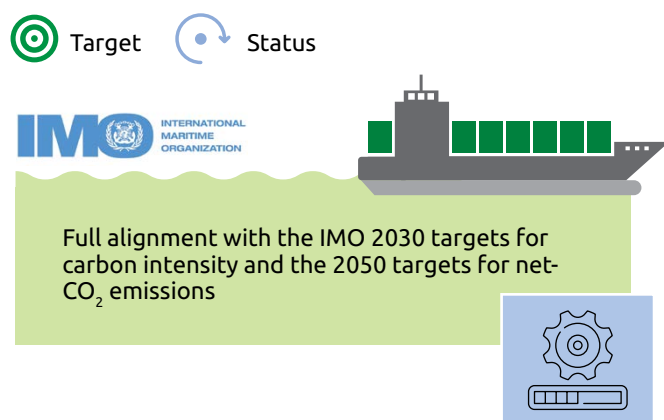 Target
Status
IMO
INTERNATIONAL
MARITIME
ORGANIZATION
Full alignment with the IMO 2030 targets for
carbon intensity and the 2050 targets for net-
CO₂ emissions